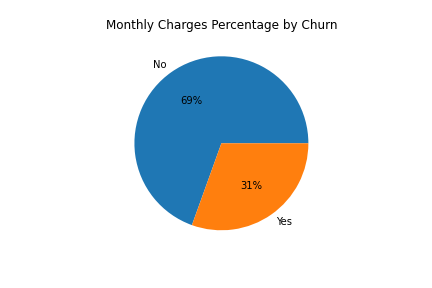 Monthly Charges Percentage by Churn
No
69%
31%
Yes